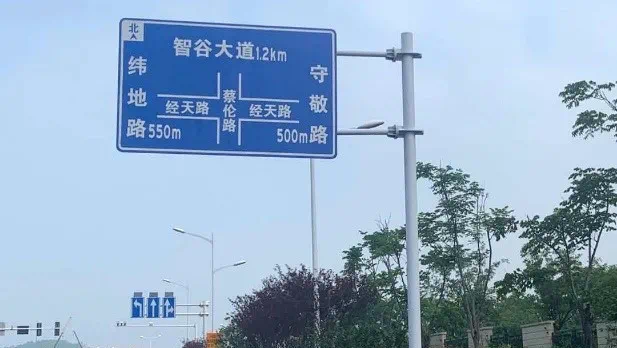 北
智谷大道1.2km
纬地路550m
经天路
蔡伦路
经天路
守敬路
500m